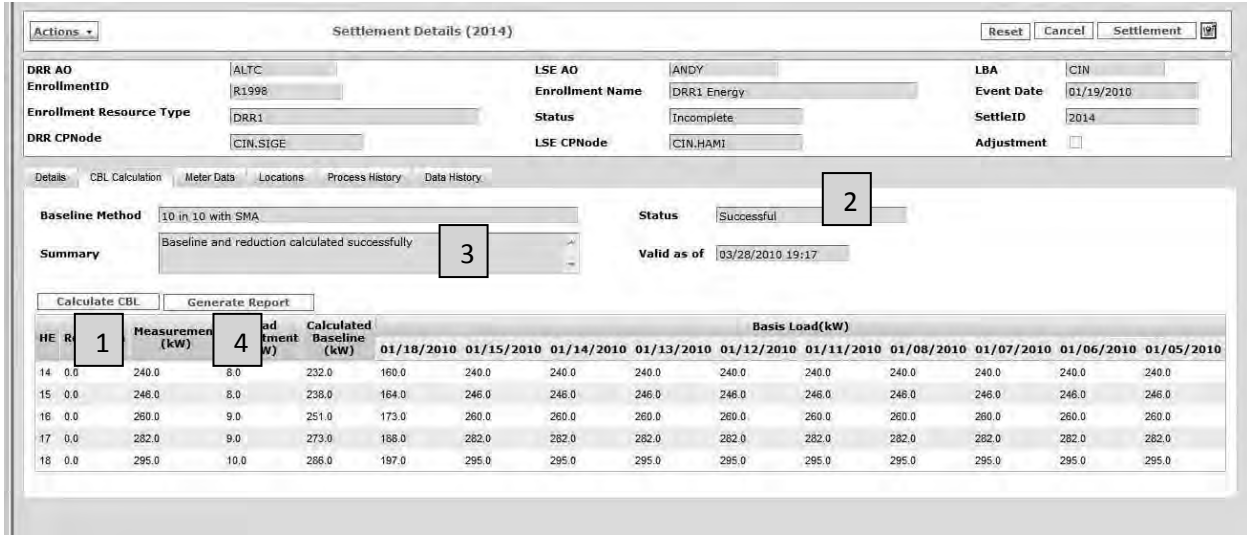 Actions Settlement Details (2014) Reset Cancel Settlement
DRR AO ALTC LSE AO ANDY LBA CIN
EnrollmentID R1998 Enrollment Name DRR1 Energy Event Date 01/19/2010
Enrollment Resource Type DRR1 Status Incomplete SettleID 2014
DRR CPNode CIN.SIGE LSE CPNode CIN.HAMI Adjustment
Details CBL Calculation Meter Data Locations Process History Data History
Baseline Method 10 in 10 with SMA Status Successful 2
Summary Baseline and reduction calculated successfully 3 Valid as of 03/28/2010 19:17
Calculate CBL Generate Report
HE 1 (kW) 4 Calculated Baseline (kW) Basis Load(kW)
01/18/2010 01/15/2010 01/14/2010 01/13/2010 01/12/2010 01/11/2010 01/08/2010 01/07/2010 01/06/2010 01/05/2010
14 0.0 240.0 8.0 232.0 160.0 240.0 240.0 240.0 240.0 240.0 240.0 240.0 240.0 240.0
15 0.0 246.0 8.0 238.0 164.0 246.0 246.0 246.0 246.0 246.0 246.0 246.0 246.0 246.0
16 0.0 260.0 9.0 251.0 173.0 260.0 260.0 260.0 260.0 260.0 260.0 260.0 260.0 260.0
17 0.0 282.0 9.0 273.0 188.0 282.0 282.0 282.0 282.0 282.0 282.0 282.0 282.0 282.0
18 0.0 295.0 10.0 286.0 197.0 295.0 295.0 295.0 295.0 295.0 295.0 295.0 295.0 295.0